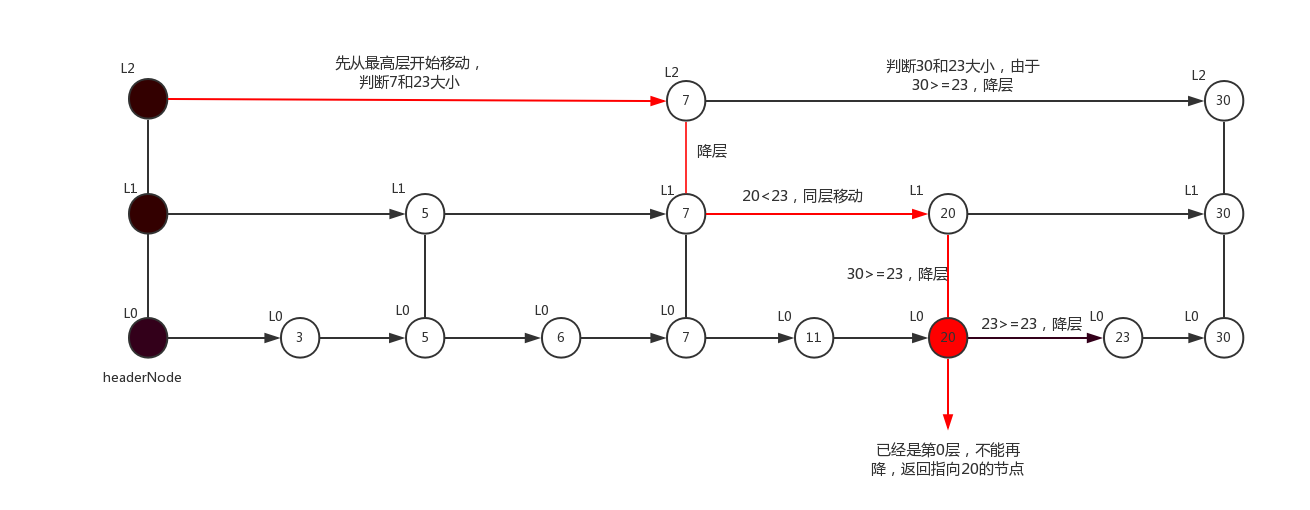 先从最高层开始移动，
判断7和23大小
判断30和23大小，由于
30>=23，降层
L2
L2
L2
7
30
降层
L1
L1
L1
20<23，同层移动
L1
L1
5
7
20
30
30>=23，降层
L0
L0
L0
L0
L0
L0
L0
23>=23，降层
L0
L0
3
5
6
7
11
20
23
30
headerNode
已经是第0层，不能再
降，返回指向20的节点